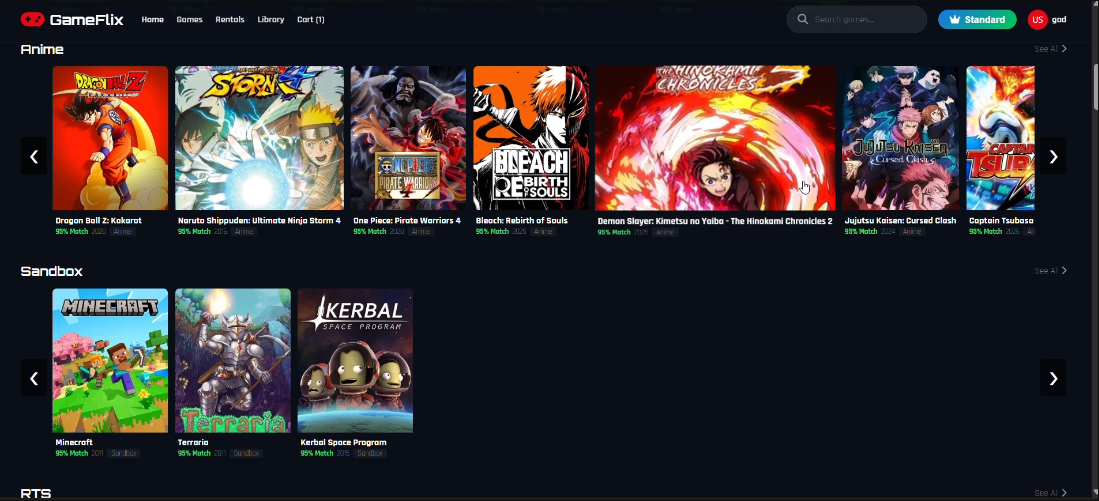 GameFlix
Home Games Rentals Library Cart (1)
Search games...
Standard
US god
Anime
See All
DRAGON BALL Z
STORM 4
ONE PIECE
PIRATE WARRIORS
BLEACH
REBIRTH OF SOULS
THE HINOKAMI
CHRONICLES
JUJUTSU KAISEN
Cursed Clash
CAPTAIN
TSUBA
Dragon Ball Z: Kakarot
95% Match 2020 Anime
Naruto Shippuden: Ultimate Ninja Storm 4
95% Match 2016 Anime
One Piece: Pirate Warriors 4
95% Match 2020 Anime
Bleach: Rebirth of Souls
95% Match 2025 Anime
Demon Slayer: Kimetsu no Yaiba - The Hinokami Chronicles 2
95% Match 2025 Anime
Jujutsu Kaisen: Cursed Clash
95% Match 2024 Anime
Captain Tsubasa
95% Match 2026 An
Sandbox
See All
MINECRAFT
Terraria
KERBAL
SPACE PROGRAM
Minecraft
95% Match 2011 Sandbox
Terraria
95% Match 2011 Sandbox
Kerbal Space Program
95% Match 2015 Sandbox
RTS
See All